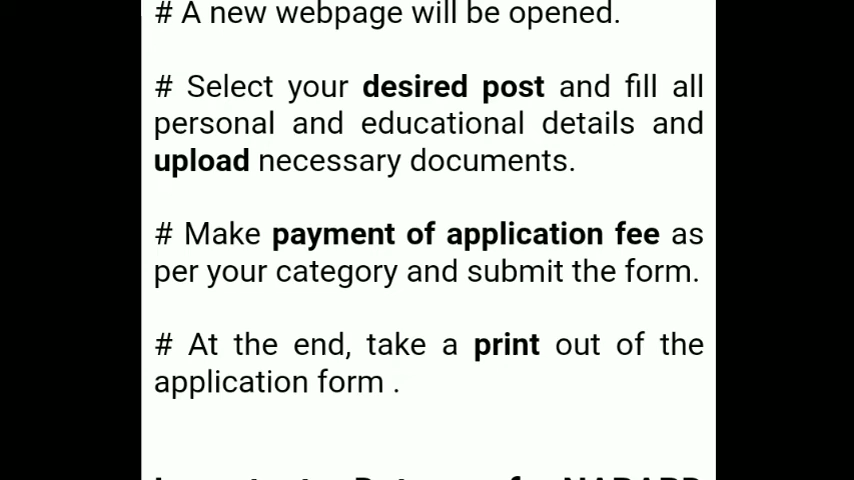 # A new webpage will be opened.
# Select your desired post and fill all
personal and educational details and
upload necessary documents.
# Make payment of application fee as
per your category and submit the form.
# At the end, take a print out of the
application form .